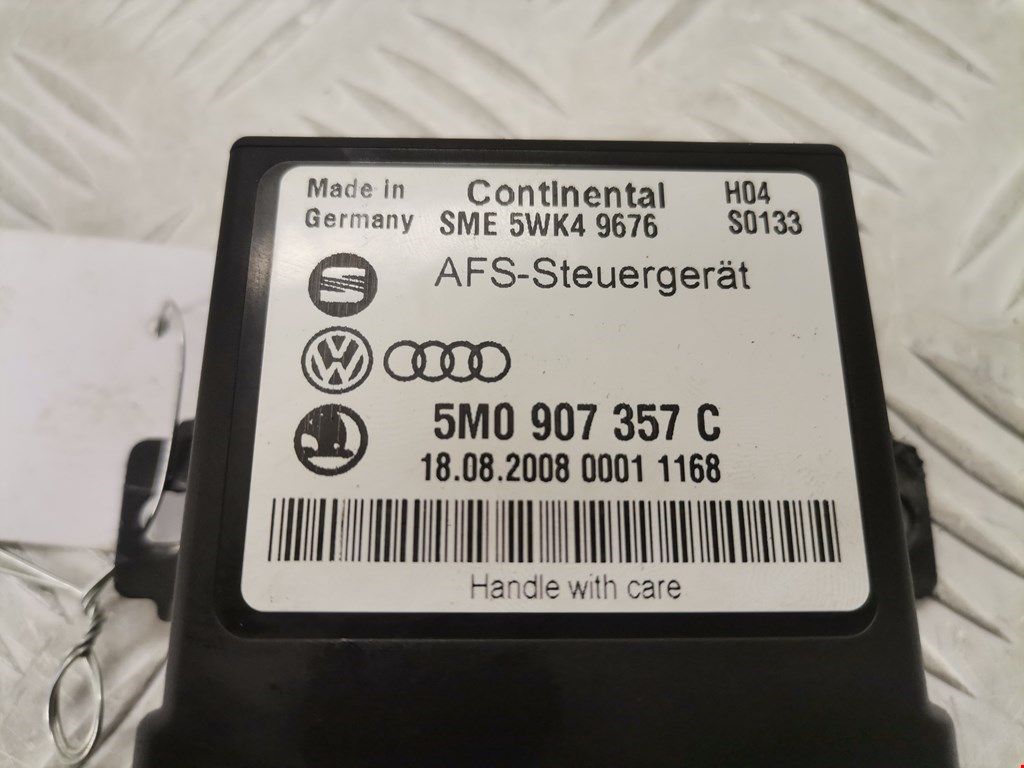 Made in Continental H04
Germany SME 5WK4 9676 S0133
AFS-Steuergerät
5M0 907 357 C
18.08.2008 0001 1168
Handle with care